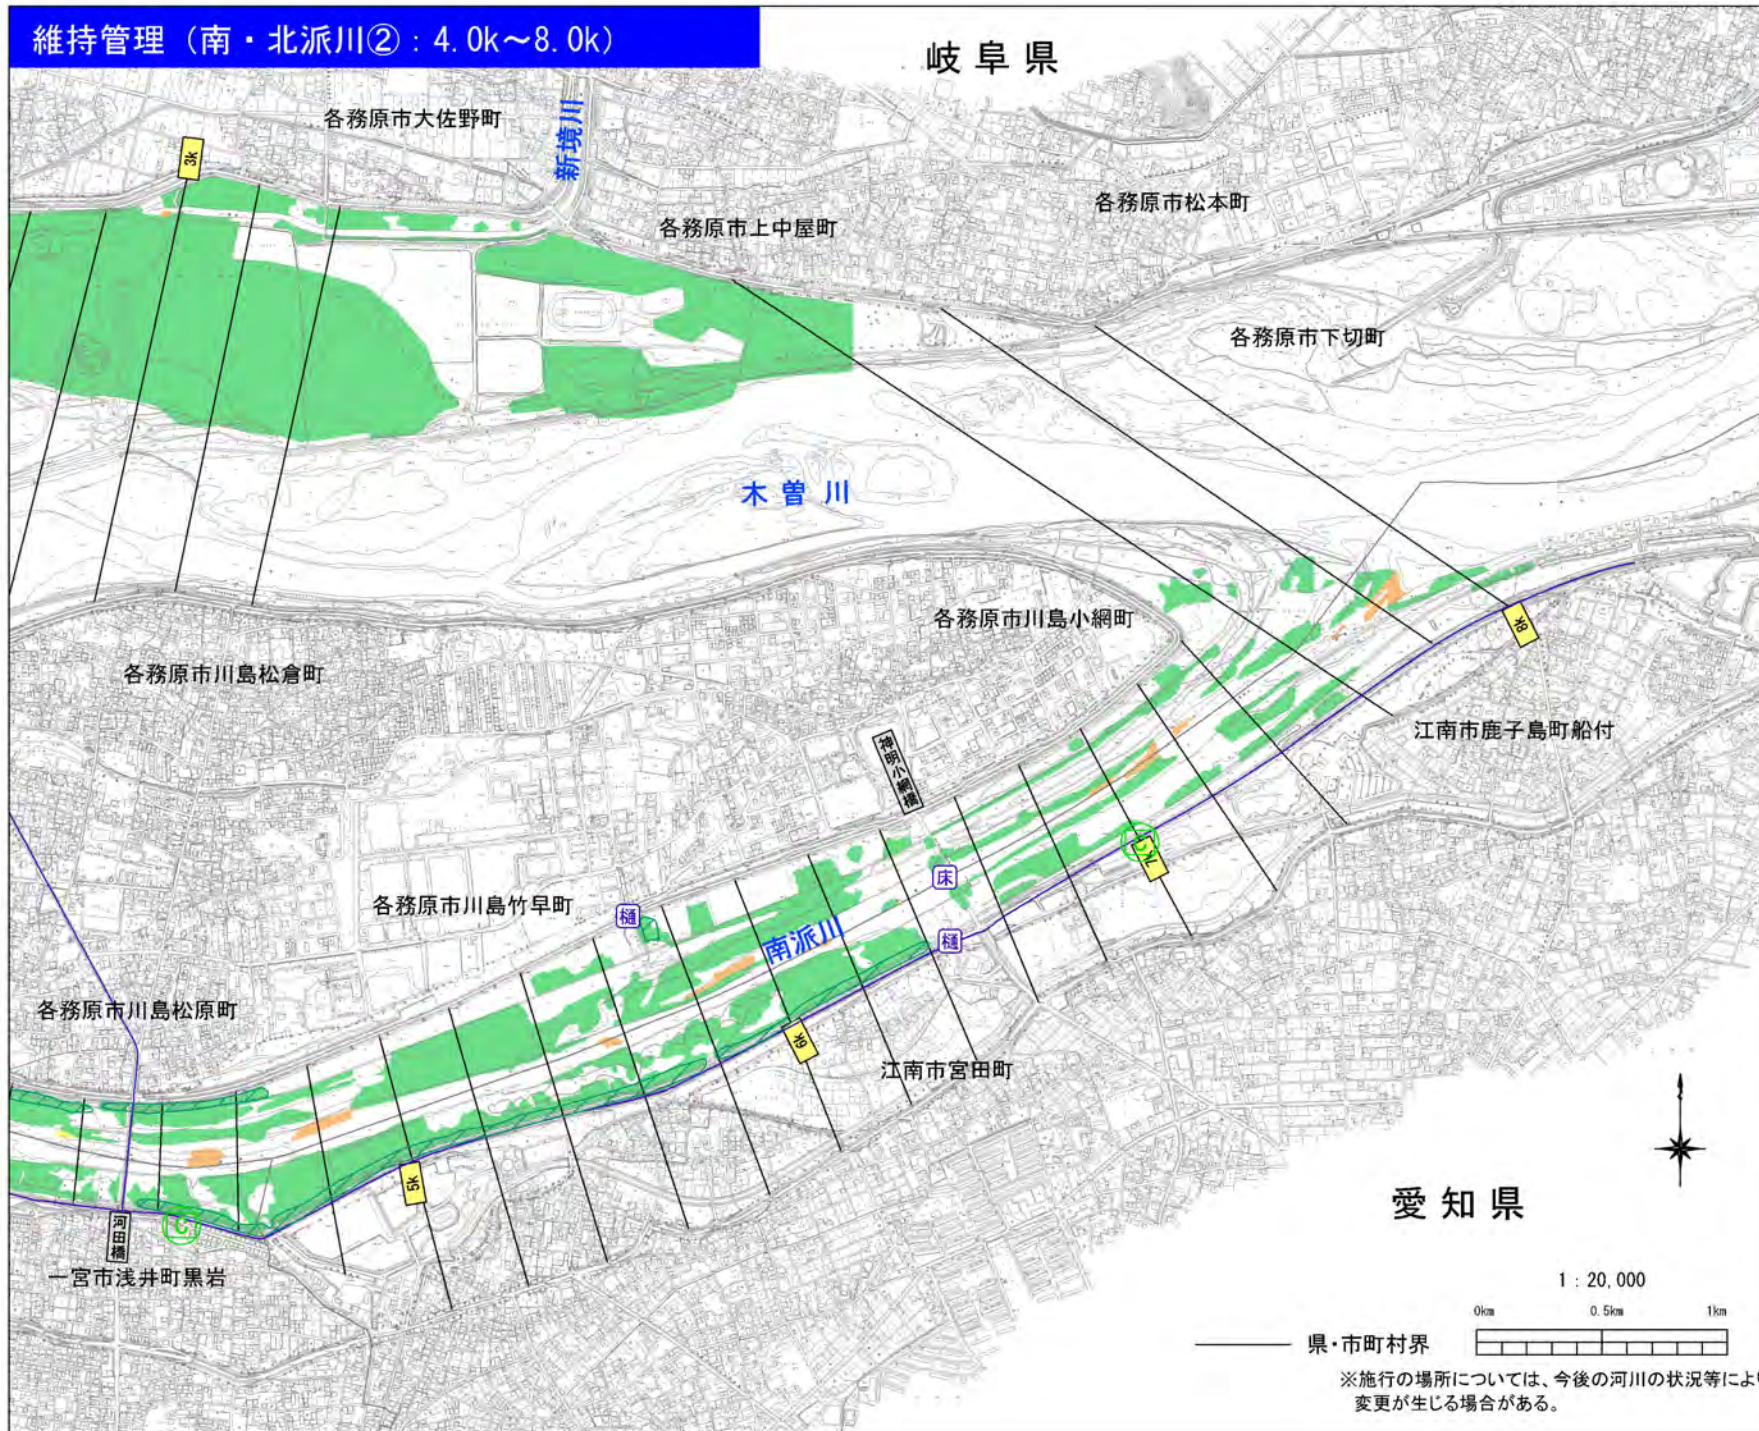 維持管理（南・北派川②：4.0k～8.0k）
岐阜県
各務原市大佐野町
新境川
3k
各務原市松本町
各務原市上中屋町
各務原市下切町
木曽川
各務原市川島小網町
8k
各務原市川島松倉町
江南市鹿子島町船付
神明小網橋
C
7k
床
各務原市川島竹早町
樋
南派川
樋
各務原市川島松原町
6k
江南市宮田町
5k
愛知県
河田橋
C
一宮市浅井町黒岩
1：20,000
0km 0.5km 1km
県・市町村界
※施行の場所については、今後の河川の状況等により
変更が生じる場合がある。